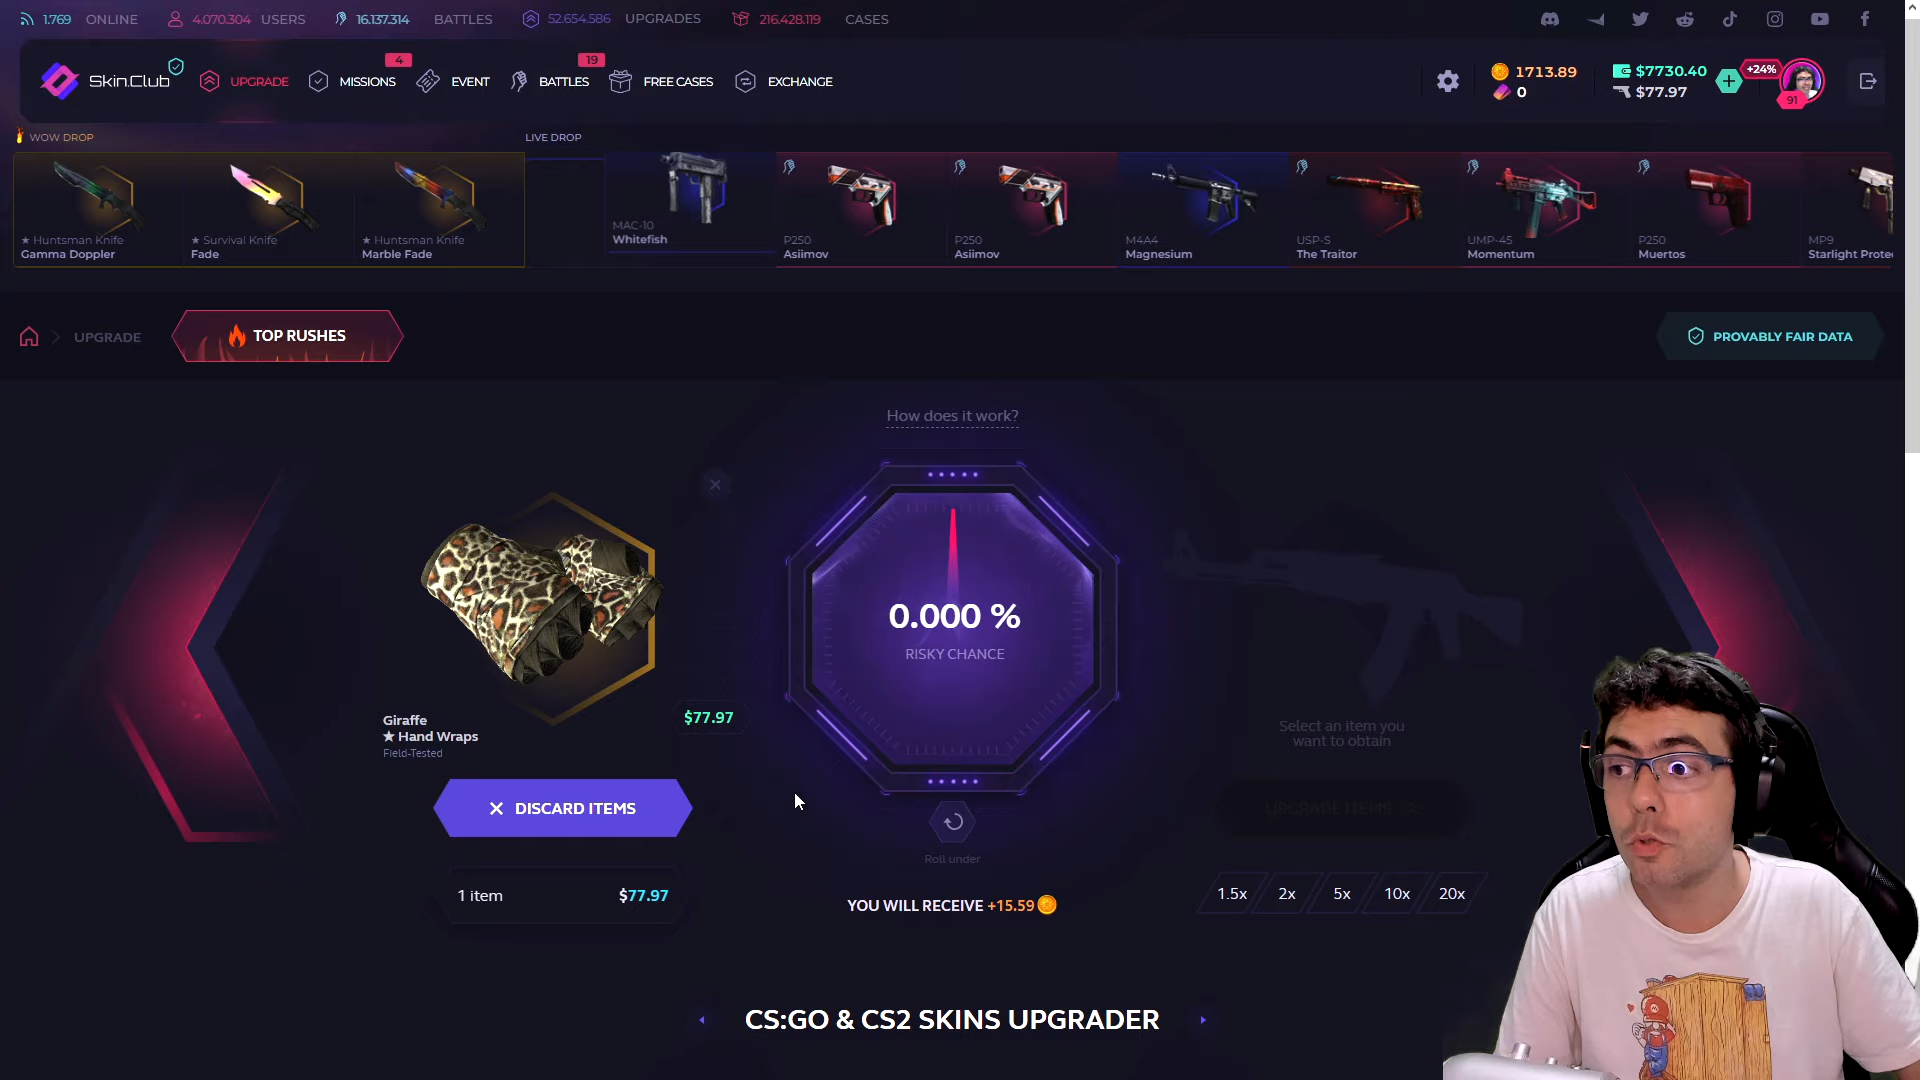 1.769 ONLINE 4.070.304 USERS 16.137.314 BATTLES 52.654.586 UPGRADES 216.428.119 CASES
Skin.Club UPGRADE MISSIONS 4 EVENT BATTLES 19 FREE CASES EXCHANGE
1713.89 $7730.40 +24%
0 $77.97 91
WOW DROP LIVE DROP
★ Huntsman Knife
Gamma Doppler
★ Survival Knife
Fade
★ Huntsman Knife
Marble Fade
MAC-10
Whitefish
P250
Asiimov
P250
Asiimov
M4A4
Magnesium
USP-S
The Traitor
UMP-45
Momentum
P250
Muertos
MP9
Starlight Prote
UPGRADE TOP RUSHES PROVABLY FAIR DATA
How does it work?
0.000 %
RISKY CHANCE
Giraffe
★ Hand Wraps
Field-Tested
$77.97
Select an item you
want to obtain
DISCARD ITEMS
UPGRADE ITEMS
Roll under
1 item $77.97
YOU WILL RECEIVE +15.59
1.5x 2x 5x 10x 20x
CS:GO & CS2 SKINS UPGRADER